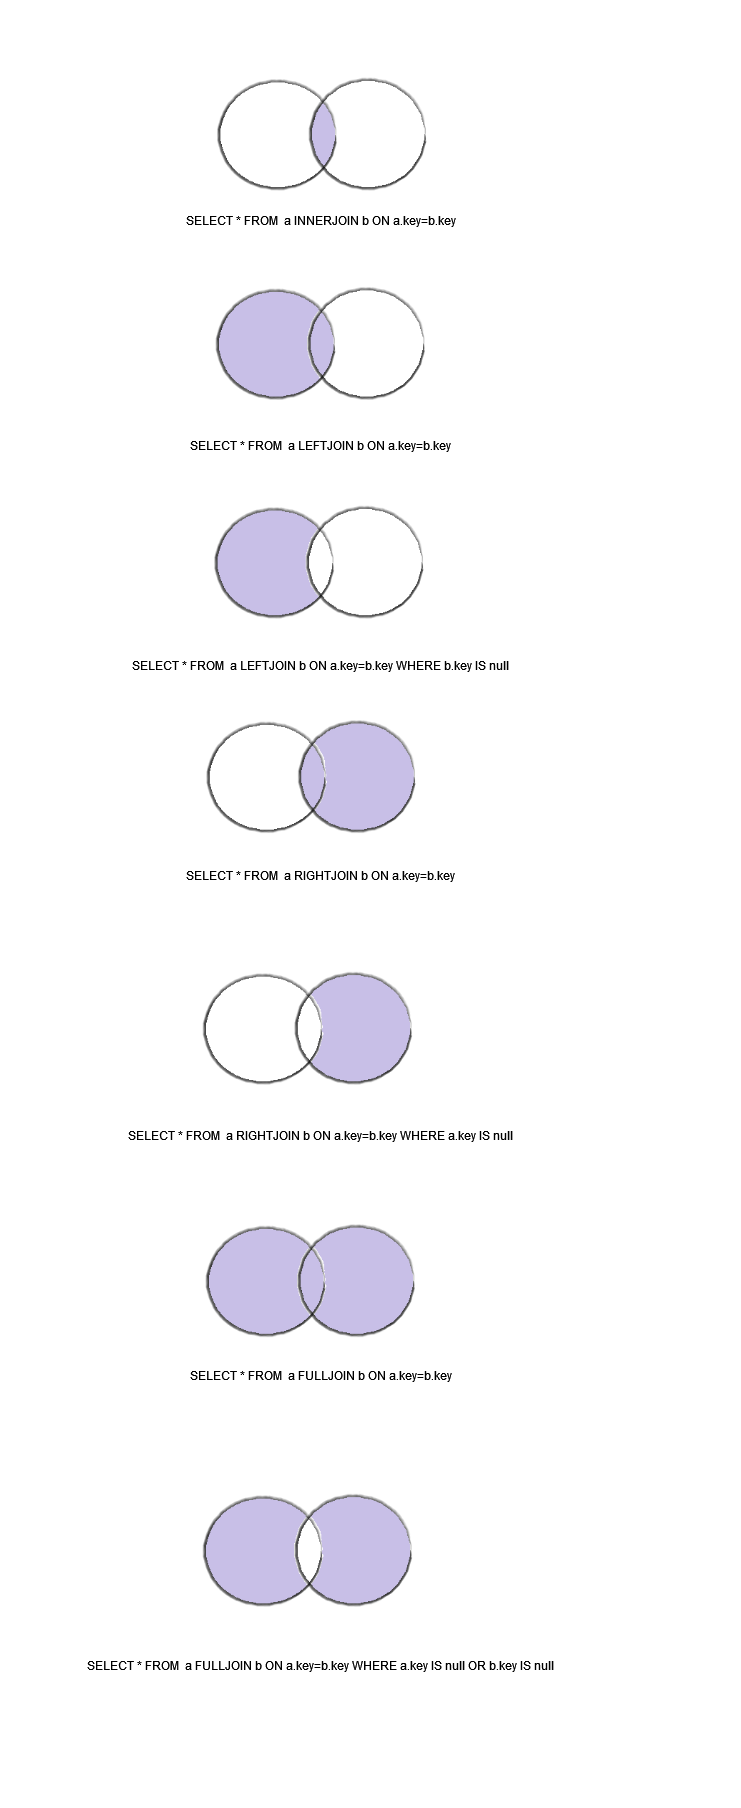 SELECT * FROM a INNERJOIN b ON a.key=b.key
SELECT * FROM a LEFTJOIN b ON a.key=b.key
SELECT * FROM a LEFTJOIN b ON a.key=b.key WHERE b.key IS null
SELECT * FROM a RIGHTJOIN b ON a.key=b.key
SELECT * FROM a RIGHTJOIN b ON a.key=b.key WHERE a.key IS null
SELECT * FROM a FULLJOIN b ON a.key=b.key
SELECT * FROM a FULLJOIN b ON a.key=b.key WHERE a.key IS null OR b.key IS null